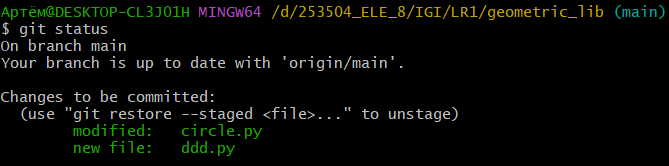 Артём@DESKTOP-CL3JO1H MINGW64 /d/253504_ELE_8/IGI/LR1/geometric_lib (main)
$ git status
On branch main
Your branch is up to date with 'origin/main'.
Changes to be committed:
(use "git restore --staged <file>..." to unstage)
modified: circle.py
new file: ddd.py